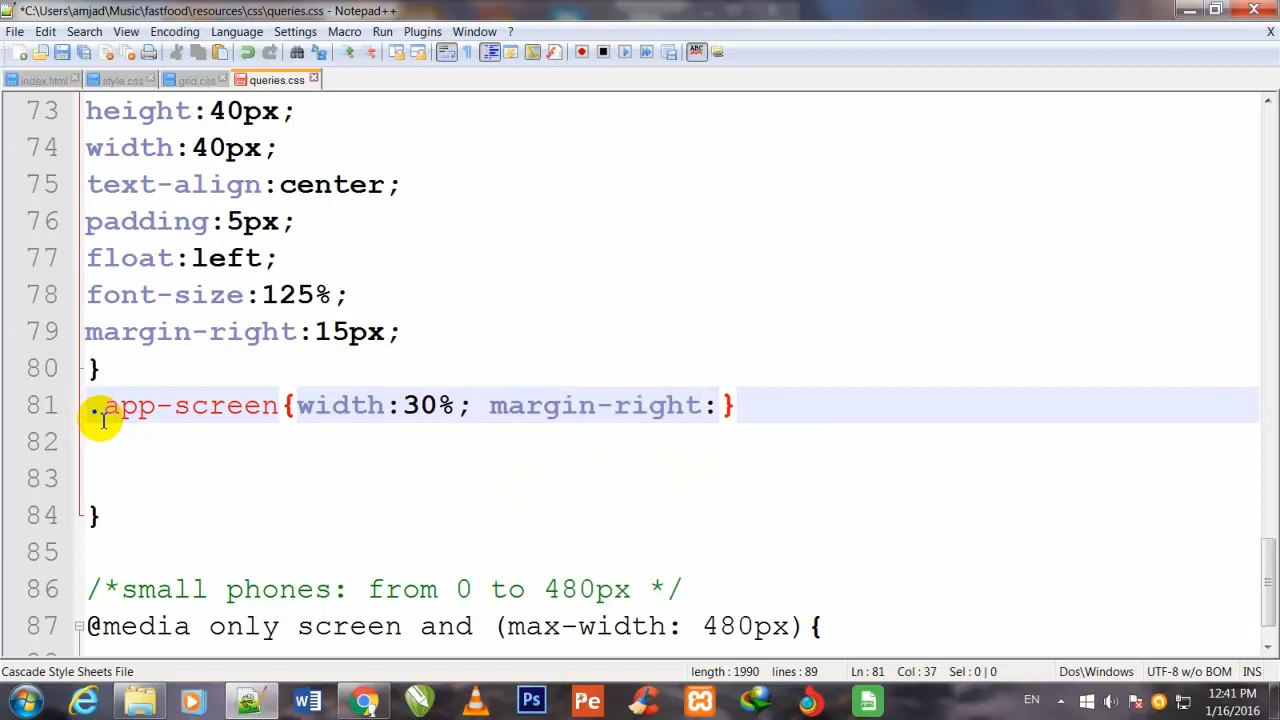 *C:\Users\amjad\Music\fastfood\resources\css\queries.css - Notepad++
File Edit Search View Encoding Language Settings Macro Run Plugins Window ? X
index.html style.css grid.css queries.css
73 height:40px;
74 width:40px;
75 text-align:center;
76 padding:5px;
77 float:left;
78 font-size:125%;
79 margin-right:15px;
80 }
81 .app-screen{width:30%; margin-right:}
82
83
84 }
85
86 /*small phones: from 0 to 480px */
87 @media only screen and (max-width: 480px){
Cascade Style Sheets File length : 1990 lines : 89 Ln : 81 Col : 37 Sel : 0 | 0 Dos\Windows UTF-8 w/o BOM INS
W Ps Pe EN 12:41 PM
1/16/2016